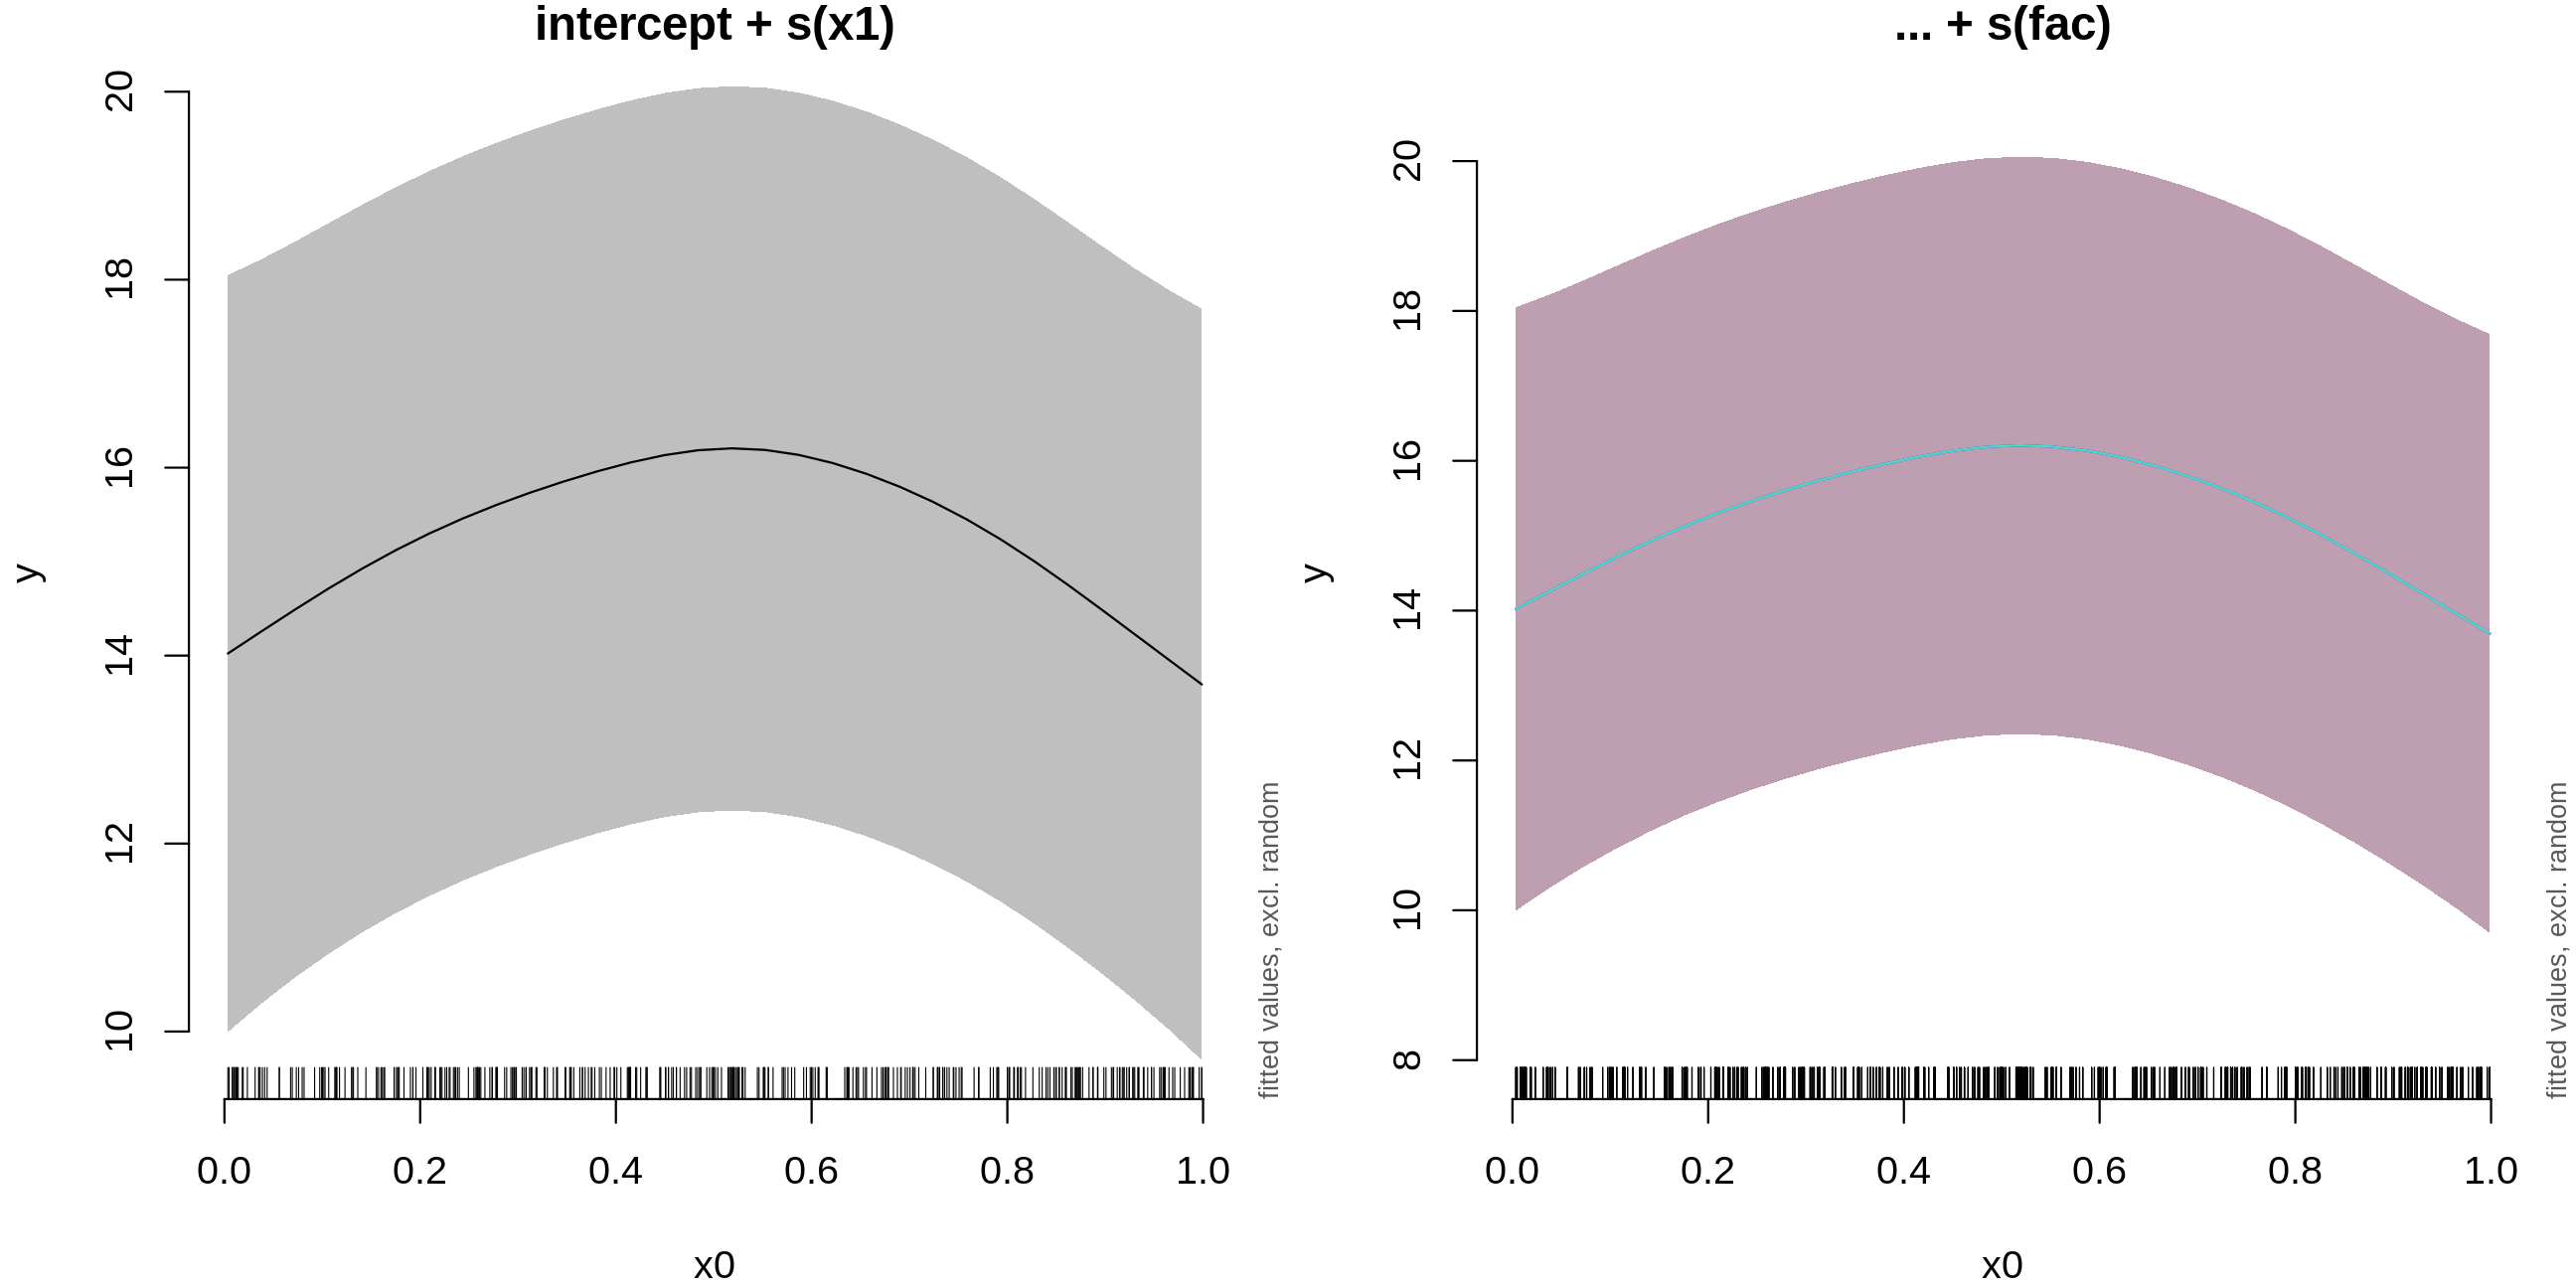 intercept + s(x1)
20
18
16
14
12
10
y
0.0 0.2 0.4 0.6 0.8 1.0
x0
fitted values, excl. random
... + s(fac)
20
18
16
14
12
10
8
y
0.0 0.2 0.4 0.6 0.8 1.0
x0
fitted values, excl. random